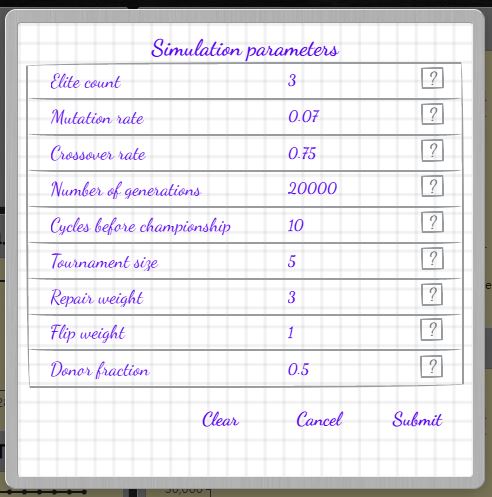 Simulation parameters
Elite count 3 ?
Mutation rate 0.07 ?
Crossover rate 0.75 ?
Number of generations 20000 ?
Cycles before championship 10 ?
Tournament size 5 ?
Repair weight 3 ?
Flip weight 1 ?
Donor fraction 0.5 ?
Clear Cancel Submit